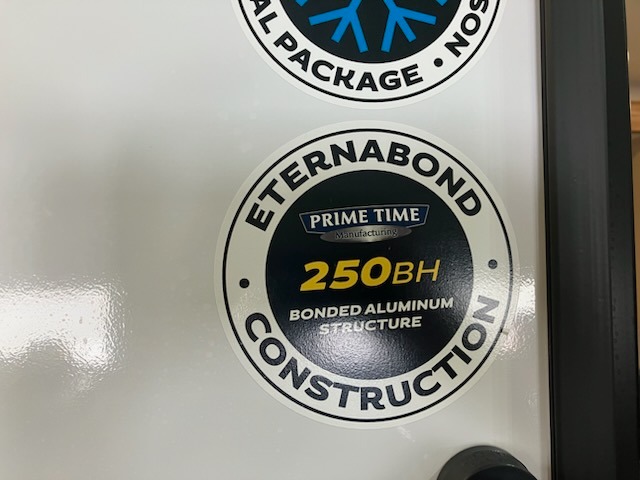 AL PACKAGE • NOS
ETERNABOND
PRIME TIME
Manufacturing
250BH
BONDED ALUMINUM
STRUCTURE
• CONSTRUCTION •